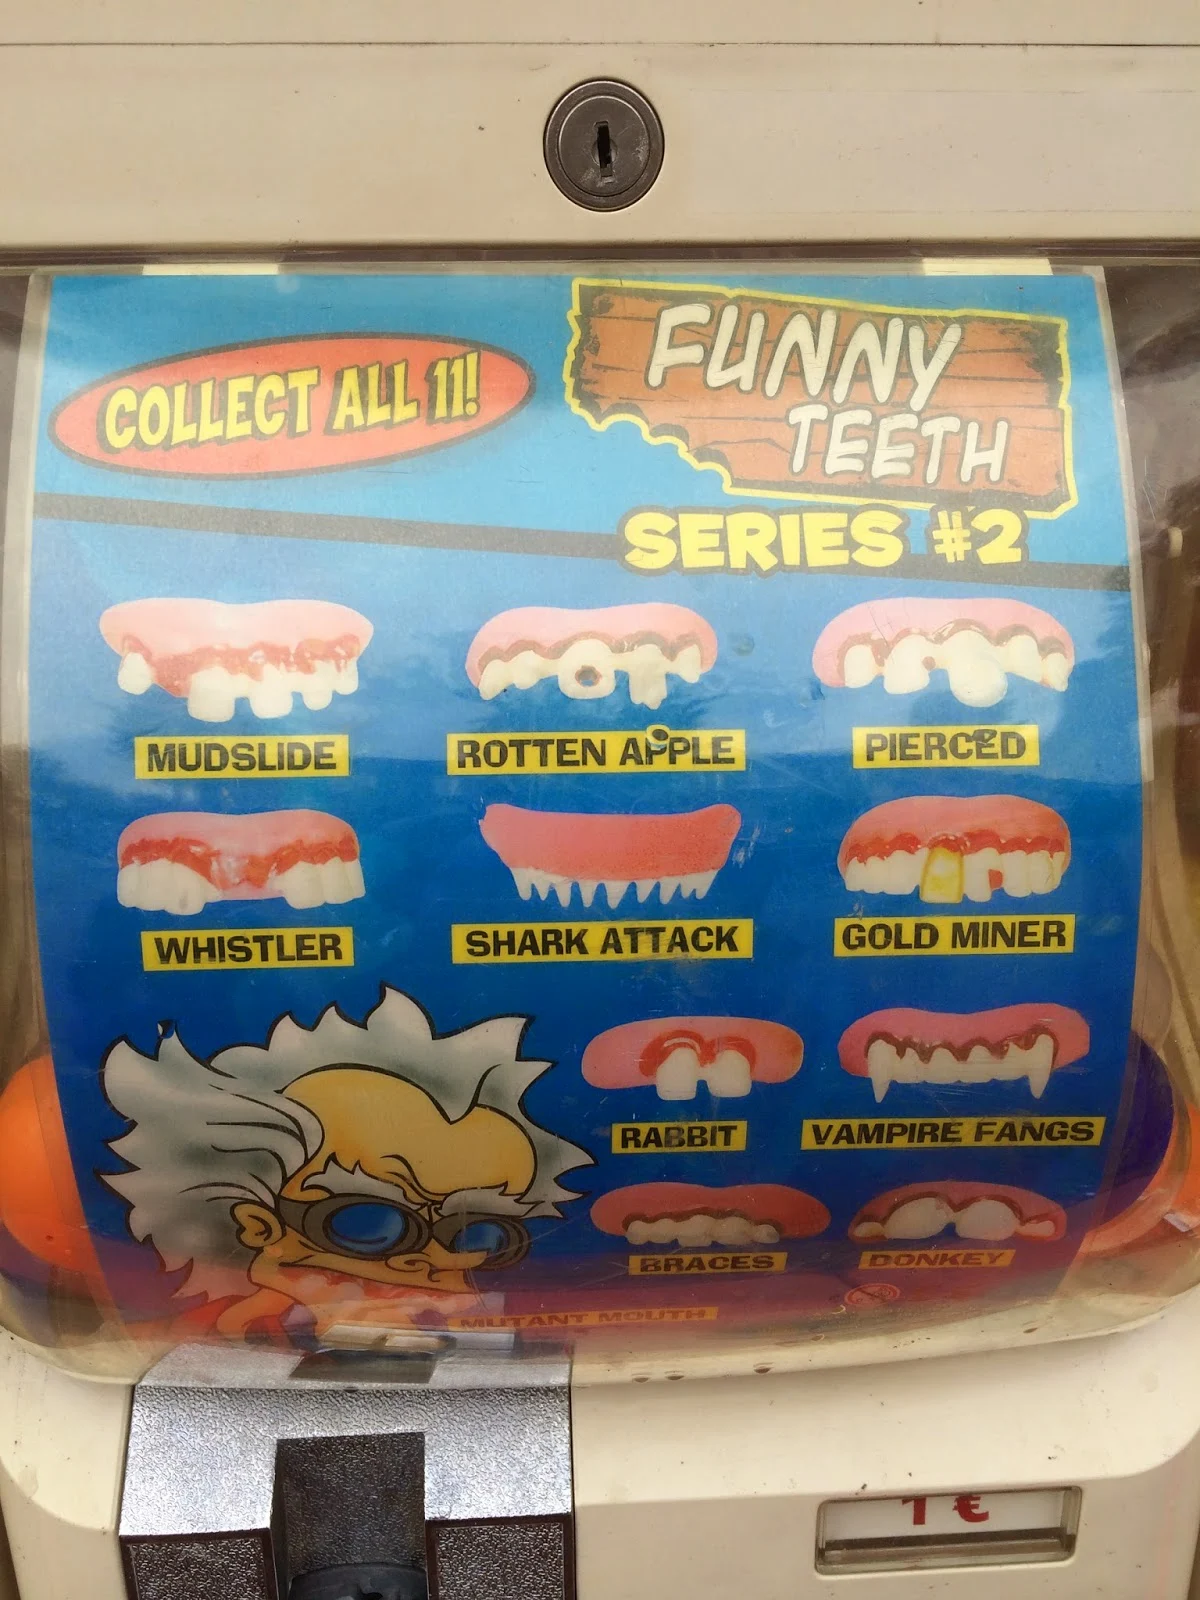 COLLECT ALL 11!
FUNNY
TEETH
SERIES #2
MUDSLIDE
ROTTEN APPLE
PIERCED
WHISTLER
SHARK ATTACK
GOLD MINER
RABBIT
VAMPIRE FANGS
BRACES
DONKEY
MUTANT MOUTH
1 €